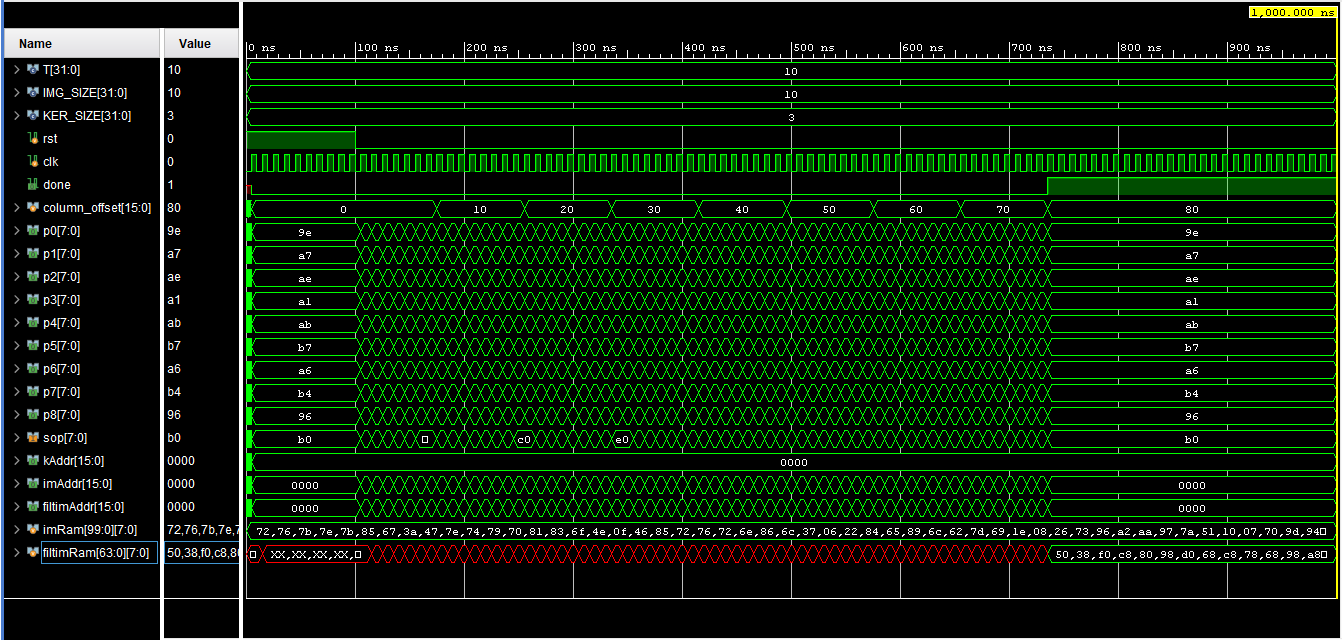 1,000.000 ns
Name Value
0 ns 100 ns 200 ns 300 ns 400 ns 500 ns 600 ns 700 ns 800 ns 900 ns
T[31:0] 10 10
IMG_SIZE[31:0] 10 10
KER_SIZE[31:0] 3 3
rst 0
clk 0
done 1
column_offset[15:0] 80 0 10 20 30 40 50 60 70 80
p0[7:0] 9e 9e 9e
p1[7:0] a7 a7 a7
p2[7:0] ae ae ae
p3[7:0] a1 a1 a1
p4[7:0] ab ab ab
p5[7:0] b7 b7 b7
p6[7:0] a6 a6 a6
p7[7:0] b4 b4 b4
p8[7:0] 96 96 96
sop[7:0] b0 b0 c0 e0 b0
kAddr[15:0] 0000 0000
imAddr[15:0] 0000 0000 0000
filtimAddr[15:0] 0000 0000 0000
imRam[99:0][7:0] 72,76,7b,7e,7 72,76,7b,7e,7b,85,67,3a,47,7e,74,79,70,81,83,6f,4e,0f,46,85,75,72,76,72,6e,86,6c,37,06,22,84,65,6c,62,7d,69,1e,08,26,73,96,a2,aa,97,7a,51,10,07,70,9d,94
filtimRam[63:0][7:0] 50,38,f0,c8,80 XX,XX,XX,XX, 50,38,f0,c8,80,98,d0,68,c8,78,68,98,a8